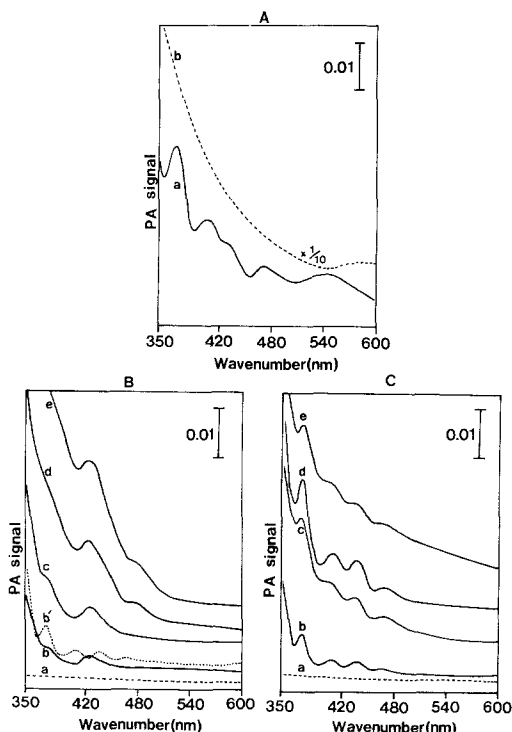 A
b
0.01
a
× 1/10
PA signal
350 420 480 540 600
Wavenumber(nm)
B
e
0.01
d
c
b′
b
a
PA signal
350 420 480 540 600
Wavenumber(nm)
C
e
0.01
d
c
b
a
PA signal
350 420 480 540 600
Wavenumber(nm)